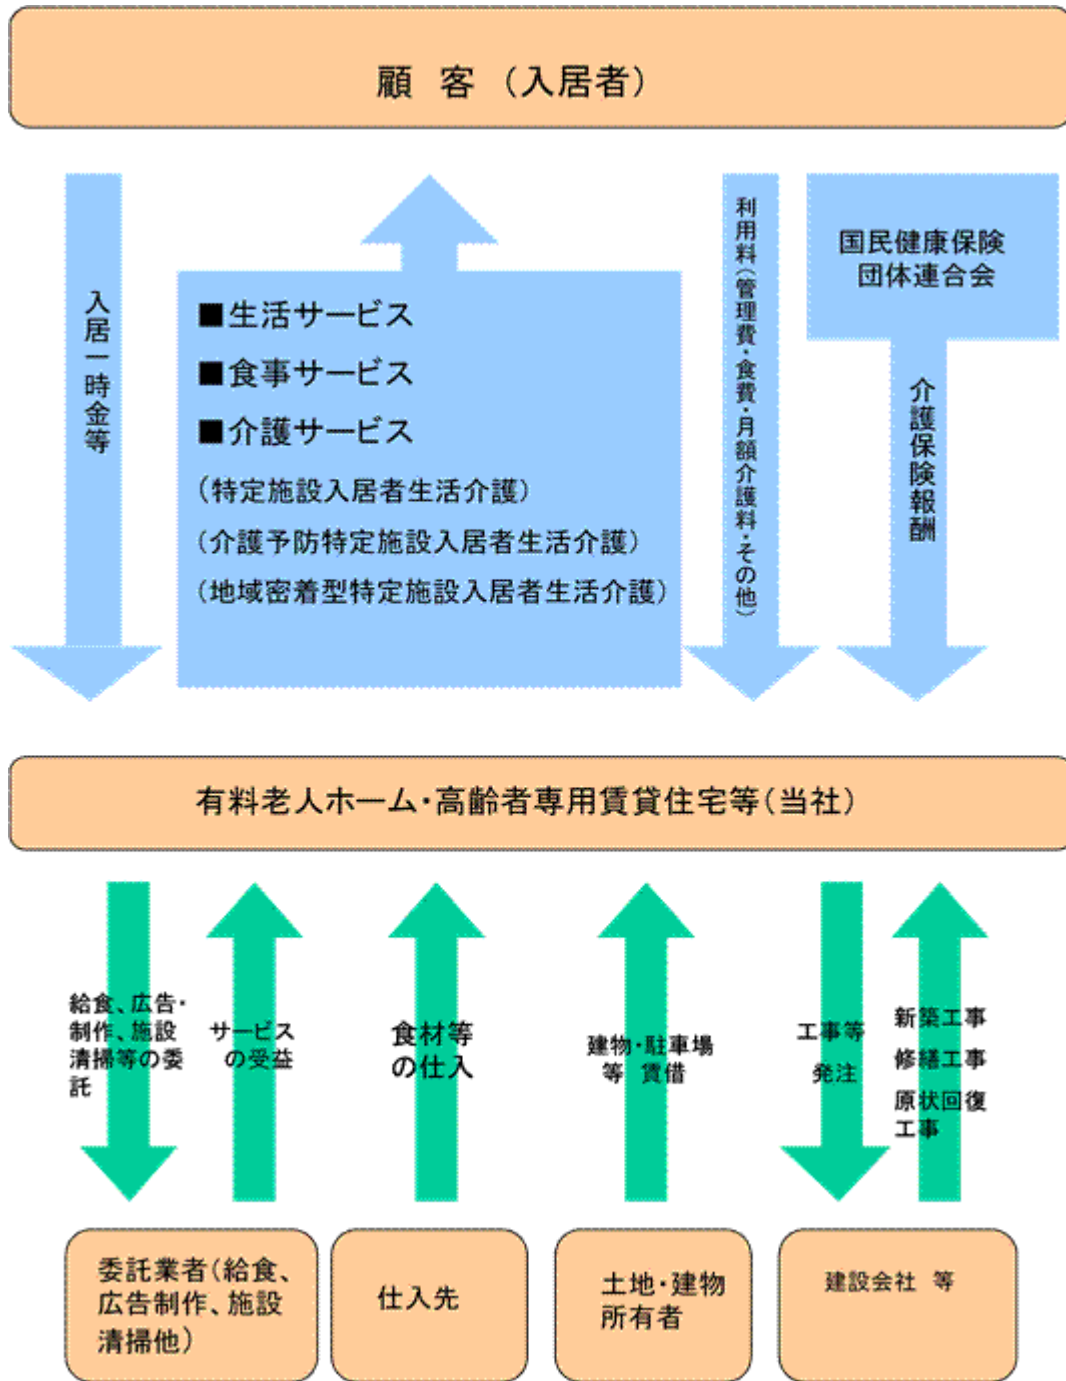 顧 客 （入居者）
入居一時金等
■生活サービス
■食事サービス
■介護サービス
（特定施設入居者生活介護）
（介護予防特定施設入居者生活介護）
（地域密着型特定施設入居者生活介護）
利用料（管理費・食費・月額介護料・その他）
国民健康保険
団体連合会
介護保険報酬
有料老人ホーム・高齢者専用賃貸住宅等（当社）
給食、広告・
制作、施設
清掃等の委
託
サービス
の受益
食材等
の仕入
建物・駐車場
等 賃借
工事等
発注
新築工事
修繕工事
原状回復
工事
委託業者（給食、
広告制作、施設
清掃他）
仕入先
土地・建物
所有者
建設会社 等